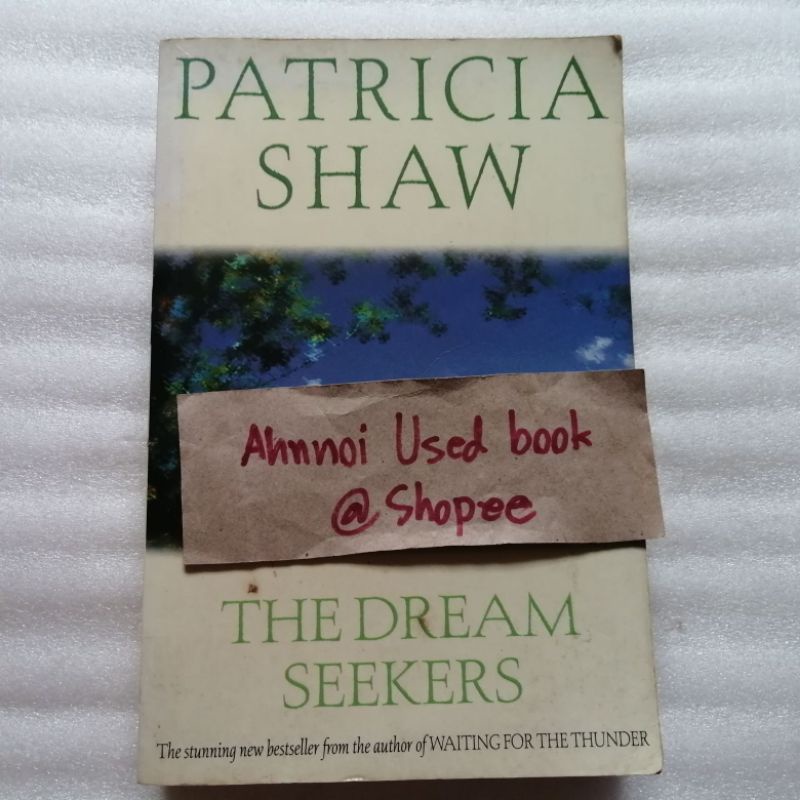 PATRICIA
SHAW
Ahnnoi Used book
@ Shopee
THE DREAM
SEEKERS
The stunning new bestseller from the author of WAITING FOR THE THUNDER